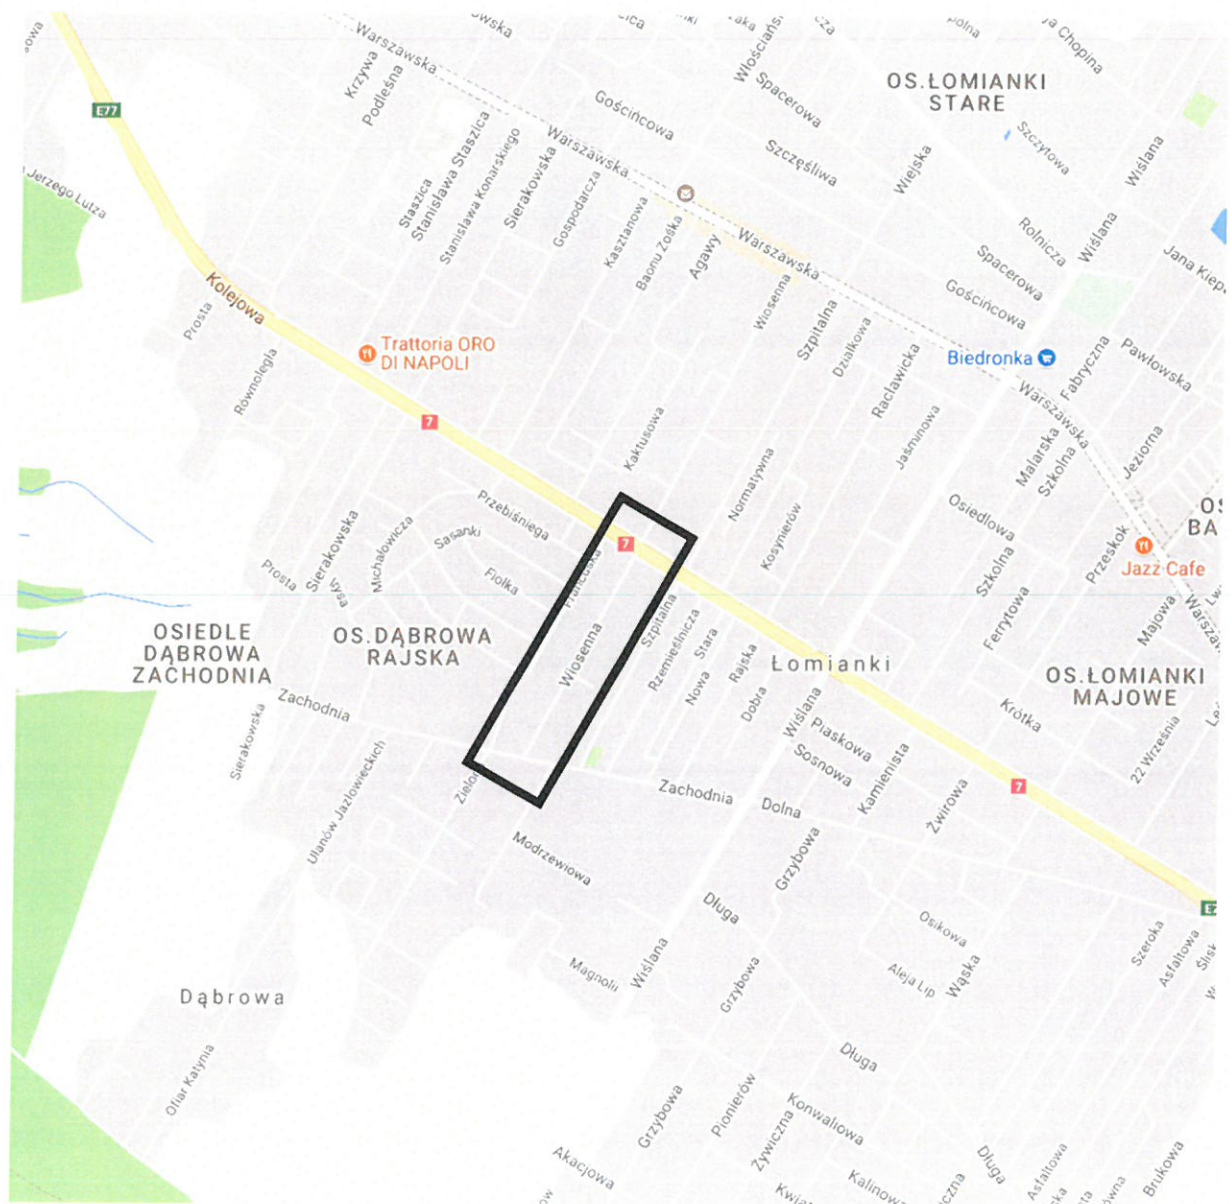 Warszawska
Krzywa
Podleśna
E77
Gościńcowa
Spacerowa
OS.ŁOMIANKI
STARE
Szczytowa
Wiślana
Warszawska
Szczęśliwa
Wiejska
Jerzego Lutza
Staszica
Stanisława Staszica
Stanisława Konarskiego
Sierakowska
Gospodarcza
Kasztanowa
Baonu Zośka
Agawy
Warszawska
Rolnicza
Wiślana
Spacerowa
Gościńcowa
Kolejowa
Prosta
Wiosenna
Szpitalna
Działkowa
Trattoria ORO
DI NAPOLI
Biedronka
Fabryczna
Pawłowska
Równoległa
Racławicka
Warszawska
7
Kaktusowa
Jaśminowa
Malarska
Szkolna
Jeziorna
Normatywna
Przebiśniega
Kosynierów
Osiedlowa
Sierakowska
Michałowicza
Sasanki
7
Przeskok
Jazz Cafe
Prosta
Fiołka
Francuska
Szkolna
Ferrytowa
Majowa
OSIEDLE
DĄBROWA
ZACHODNIA
OS.DĄBROWA
RAJSKA
Wiosenna
Szpitalna
Rzemieślnicza
Stara
Nowa
Rajska
Dobra
Łomianki
OS.ŁOMIANKI
MAJOWE
Zachodnia
Sierakowska
Wiślana
Piaskowa
Sosnowa
Kamienista
Krótka
22 Września
Ułanów Jazłowieckich
Zachodnia
Dolna
Żwirowa
7
Modrzewiowa
Grzybowa
Długa
Osikowa
Szeroka
Asfaltowa
Magnolii
Wiślana
Grzybowa
Aleja Lip
Wąska
Dąbrowa
Ofiar Katynia
Długa
Grzybowa
Pionierów
Konwaliowa
Żywiczna
Akacjowa
Długa
Asfaltowa
Brukowa